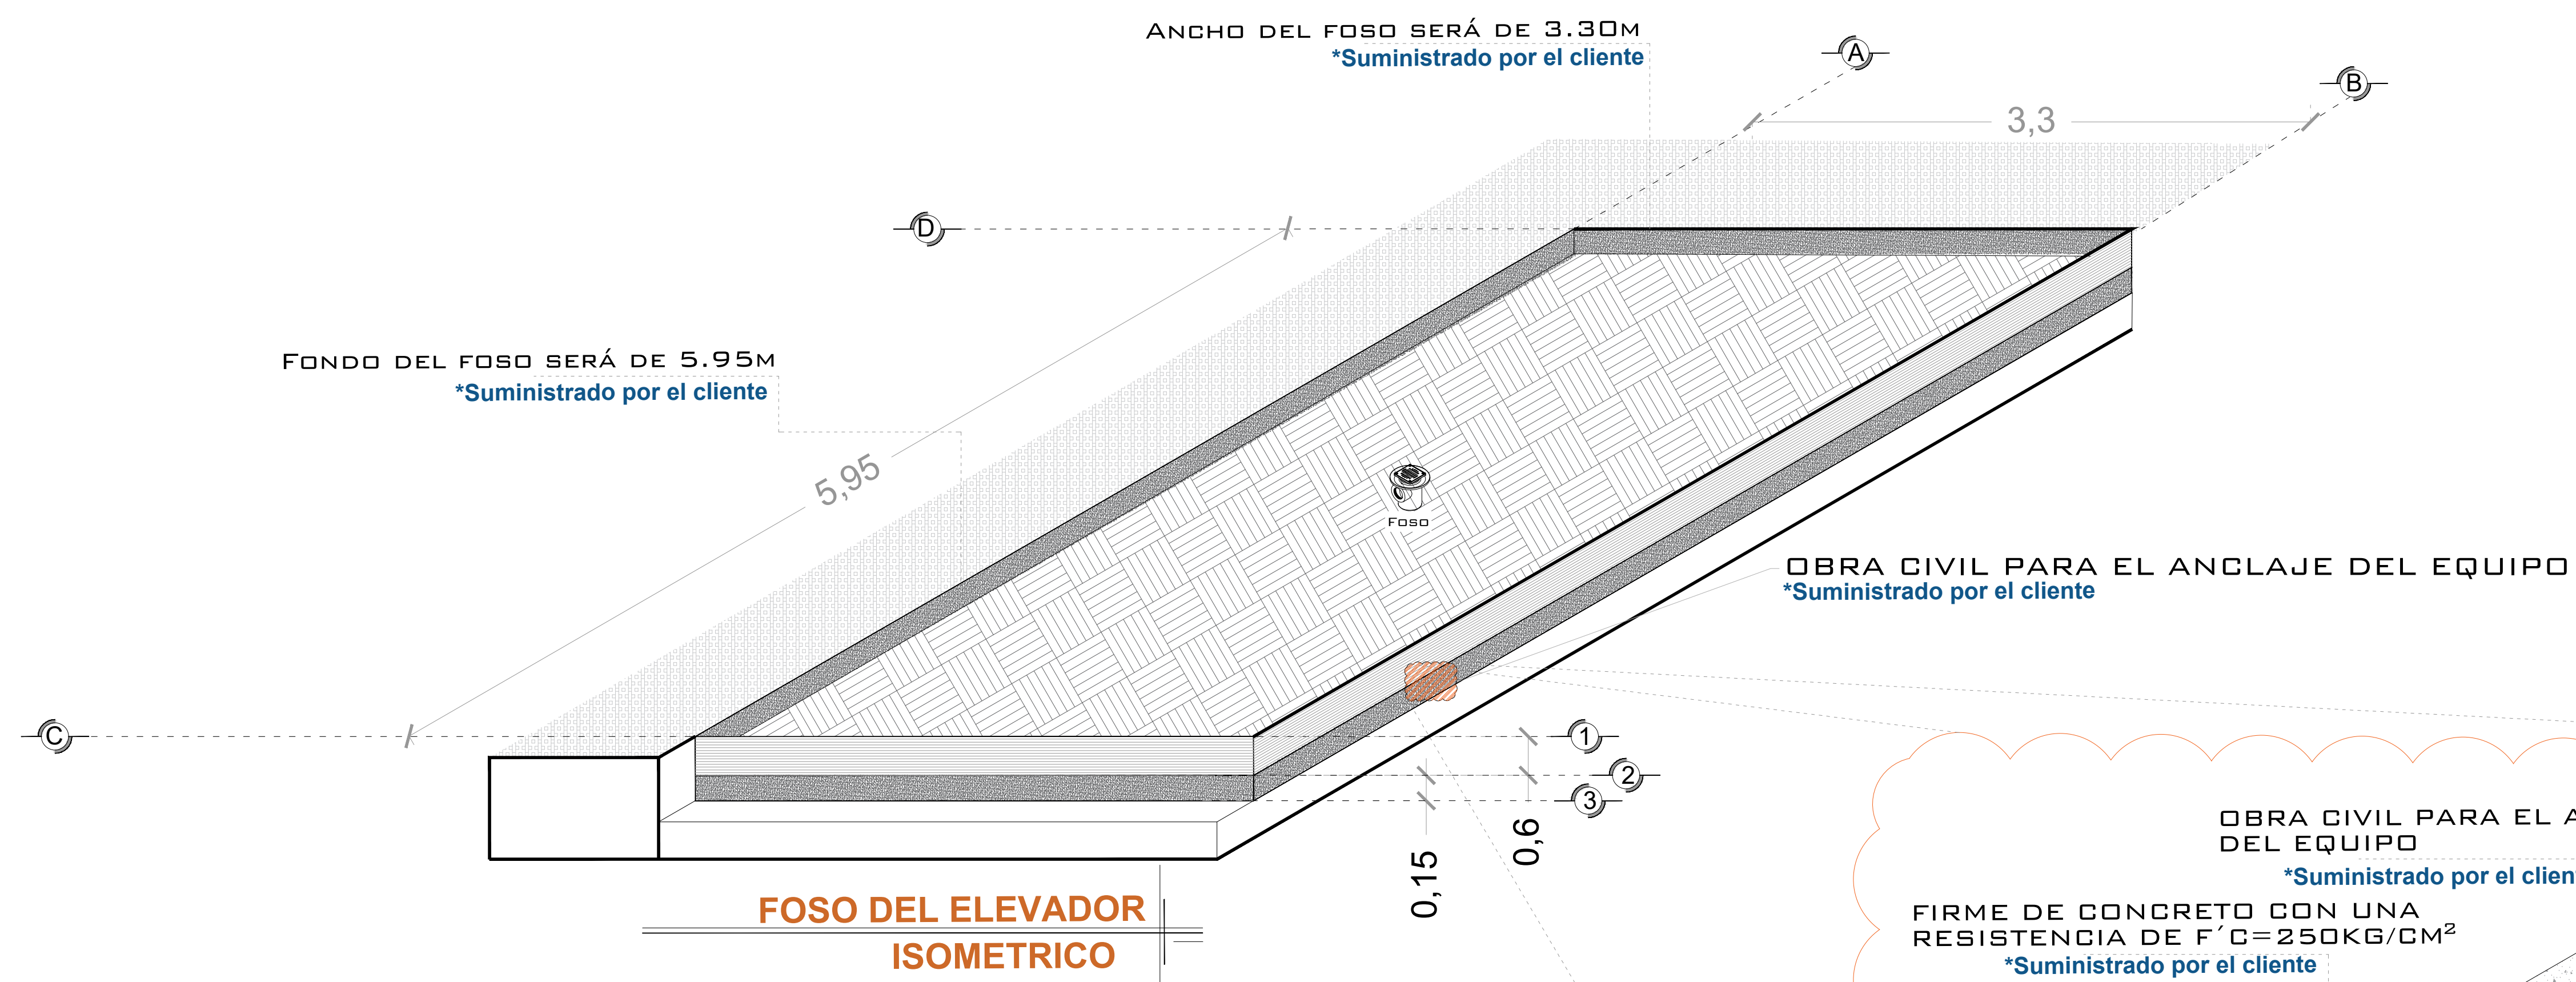 ANCHO DEL FOSO SERÁ DE 3.30M
*Suministrado por el cliente
A
B
3,3
D
FONDO DEL FOSO SERÁ DE 5.95M
*Suministrado por el cliente
5,95
FOSO
OBRA CIVIL PARA EL ANCLAJE DEL EQUIPO
*Suministrado por el cliente
C
1
2
3
0,15
0,6
OBRA CIVIL PARA EL
DEL EQUIPO
*Suministrado por el
FIRME DE CONCRETO CON UNA
RESISTENCIA DE F´C=250KG/CM²
*Suministrado por el cliente
FOSO DEL ELEVADOR
ISOMETRICO